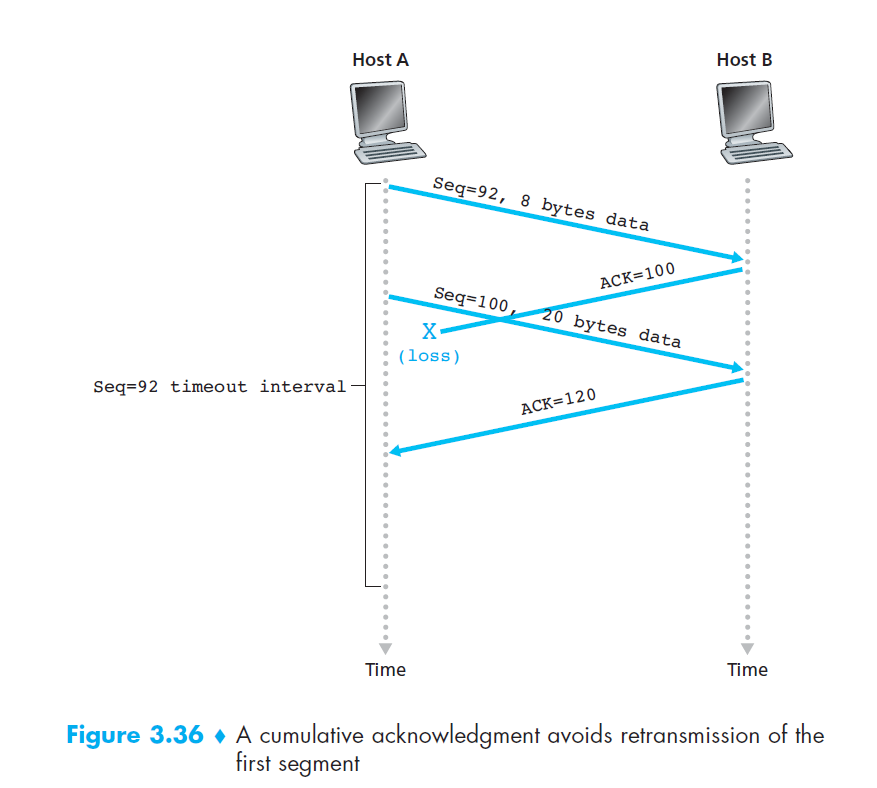 Host A
Host B
Seq=92, 8 bytes data
ACK=100
Seq=100, 20 bytes data
X
(loss)
Seq=92 timeout interval
ACK=120
Time
Time
Figure 3.36 ♦ A cumulative acknowledgment avoids retransmission of the
first segment